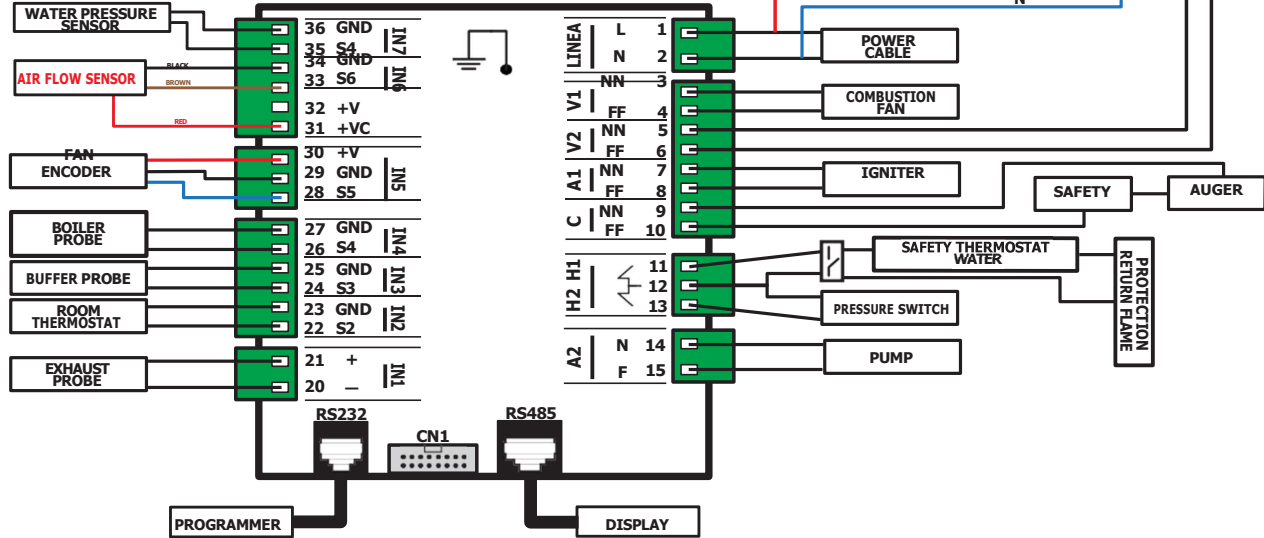 N
WATER PRESSURE
SENSOR
36 GND
35 S4
IN7
AIR FLOW SENSOR
BLACK
BROWN
RED
34 GND
33 S6
IN6
32 +V
31 +VC
FAN
ENCODER
30 +V
29 GND
28 S5
IN5
BOILER
PROBE
27 GND
26 S4
IN4
BUFFER PROBE
25 GND
24 S3
IN3
ROOM
THERMOSTAT
23 GND
22 S2
IN2
EXHAUST
PROBE
21 +
20 –
IN1
LINEA
L 1
N 2
POWER
CABLE
V1
NN 3
FF 4
COMBUSTION
FAN
V2
NN 5
FF 6
A1
NN 7
FF 8
IGNITER
C
NN 9
FF 10
SAFETY
AUGER
H2 H1
11
12
13
SAFETY THERMOSTAT
WATER
PRESSURE SWITCH
PROTECTION
RETURN FLAME
A2
N 14
F 15
PUMP
RS232
CN1
RS485
PROGRAMMER
DISPLAY